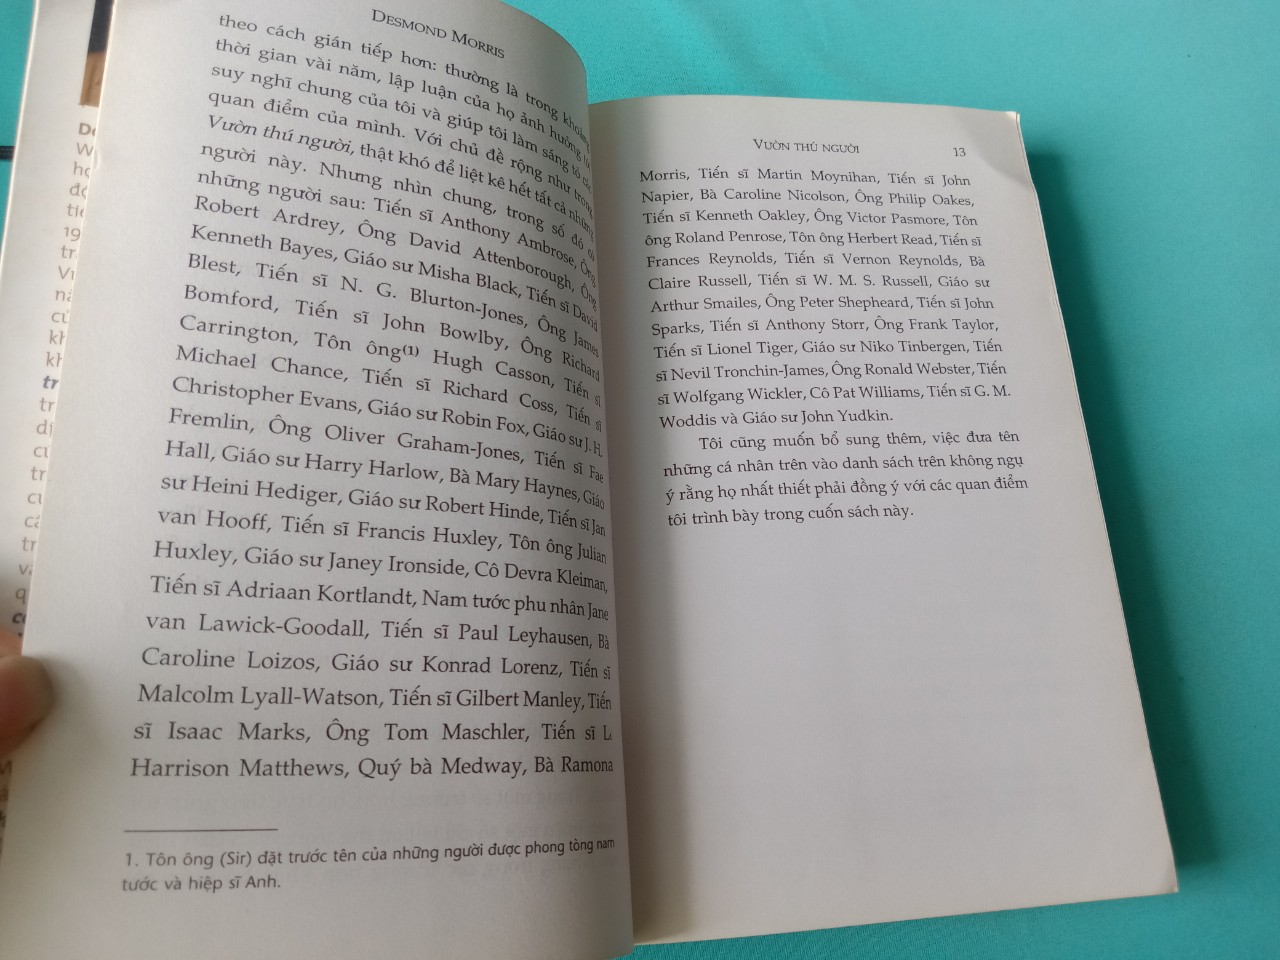 DESMOND MORRIS
theo cách gián tiếp hơn: thường là trong khoảng
thời gian vài năm, lập luận của họ ảnh hưởng tới
suy nghĩ chung của tôi và giúp tôi làm sáng tỏ các
quan điểm của mình. Với chủ đề rộng như trong
Vườn thú người, thật khó để liệt kê hết tất cả những
người này. Nhưng nhìn chung, trong số đó có
những người sau: Tiến sĩ Anthony Ambrose, Ông
Robert Ardrey, Ông David Attenborough, Ông
Kenneth Bayes, Giáo sư Misha Black, Tiến sĩ David
Blest, Tiến sĩ N. G. Blurton-Jones, Ông James
Bomford, Tiến sĩ John Bowlby, Ông Richard
Carrington, Tôn ông(1) Hugh Casson, Tiến sĩ
Michael Chance, Tiến sĩ Richard Coss, Tiến sĩ
Christopher Evans, Giáo sư Robin Fox, Giáo sư J. H.
Fremlin, Ông Oliver Graham-Jones, Tiến sĩ Fae
Hall, Giáo sư Harry Harlow, Bà Mary Haynes, Giáo
sư Heini Hediger, Giáo sư Robert Hinde, Tiến sĩ Jan
van Hooff, Tiến sĩ Francis Huxley, Tôn ông Julian
Huxley, Giáo sư Janey Ironside, Cô Devra Kleiman,
Tiến sĩ Adriaan Kortlandt, Nam tước phu nhân Jane
van Lawick-Goodall, Tiến sĩ Paul Leyhausen, Bà
Caroline Loizos, Giáo sư Konrad Lorenz, Tiến sĩ
Malcolm Lyall-Watson, Tiến sĩ Gilbert Manley, Tiến
sĩ Isaac Marks, Ông Tom Maschler, Tiến sĩ L.
Harrison Matthews, Quý bà Medway, Bà Ramona
1. Tôn ông (Sir) đặt trước tên của những người được phong tòng nam
tước và hiệp sĩ Anh.
VƯỜN THÚ NGƯỜI 13
Morris, Tiến sĩ Martin Moynihan, Tiến sĩ John
Napier, Bà Caroline Nicolson, Ông Philip Oakes,
Tiến sĩ Kenneth Oakley, Ông Victor Pasmore, Tôn
ông Roland Penrose, Tôn ông Herbert Read, Tiến sĩ
Frances Reynolds, Tiến sĩ Vernon Reynolds, Bà
Claire Russell, Tiến sĩ W. M. S. Russell, Giáo sư
Arthur Smailes, Ông Peter Shepheard, Tiến sĩ John
Sparks, Tiến sĩ Anthony Storr, Ông Frank Taylor,
Tiến sĩ Lionel Tiger, Giáo sư Niko Tinbergen, Tiến
sĩ Nevil Tronchin-James, Ông Ronald Webster, Tiến
sĩ Wolfgang Wickler, Cô Pat Williams, Tiến sĩ G. M.
Woddis và Giáo sư John Yudkin.
Tôi cũng muốn bổ sung thêm, việc đưa tên
những cá nhân trên vào danh sách trên không ngụ
ý rằng họ nhất thiết phải đồng ý với các quan điểm
tôi trình bày trong cuốn sách này.